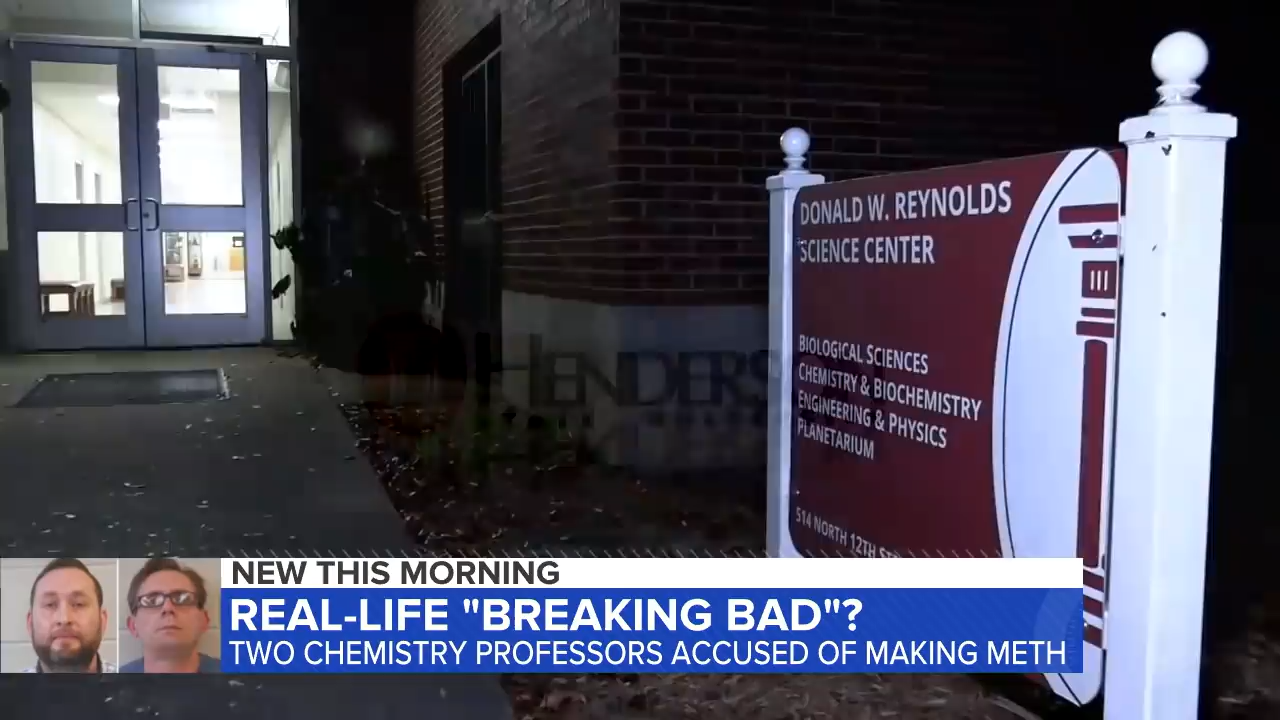 DONALD W. REYNOLDS
SCIENCE CENTER
BIOLOGICAL SCIENCES
CHEMISTRY & BIOCHEMISTRY
ENGINEERING & PHYSICS
PLANETARIUM
514 NORTH 12TH
NEW THIS MORNING
REAL-LIFE "BREAKING BAD"?
TWO CHEMISTRY PROFESSORS ACCUSED OF MAKING METH